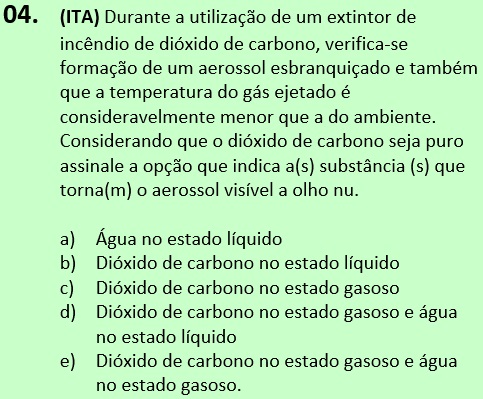 04. (ITA) Durante a utilização de um extintor de
incêndio de dióxido de carbono, verifica-se
formação de um aerossol esbranquiçado e também
que a temperatura do gás ejetado é
consideravelmente menor que a do ambiente.
Considerando que o dióxido de carbono seja puro
assinale a opção que indica a(s) substância (s) que
torna(m) o aerossol visível a olho nu.
a) Água no estado líquido
b) Dióxido de carbono no estado líquido
c) Dióxido de carbono no estado gasoso
d) Dióxido de carbono no estado gasoso e água
no estado líquido
e) Dióxido de carbono no estado gasoso e água
no estado gasoso.